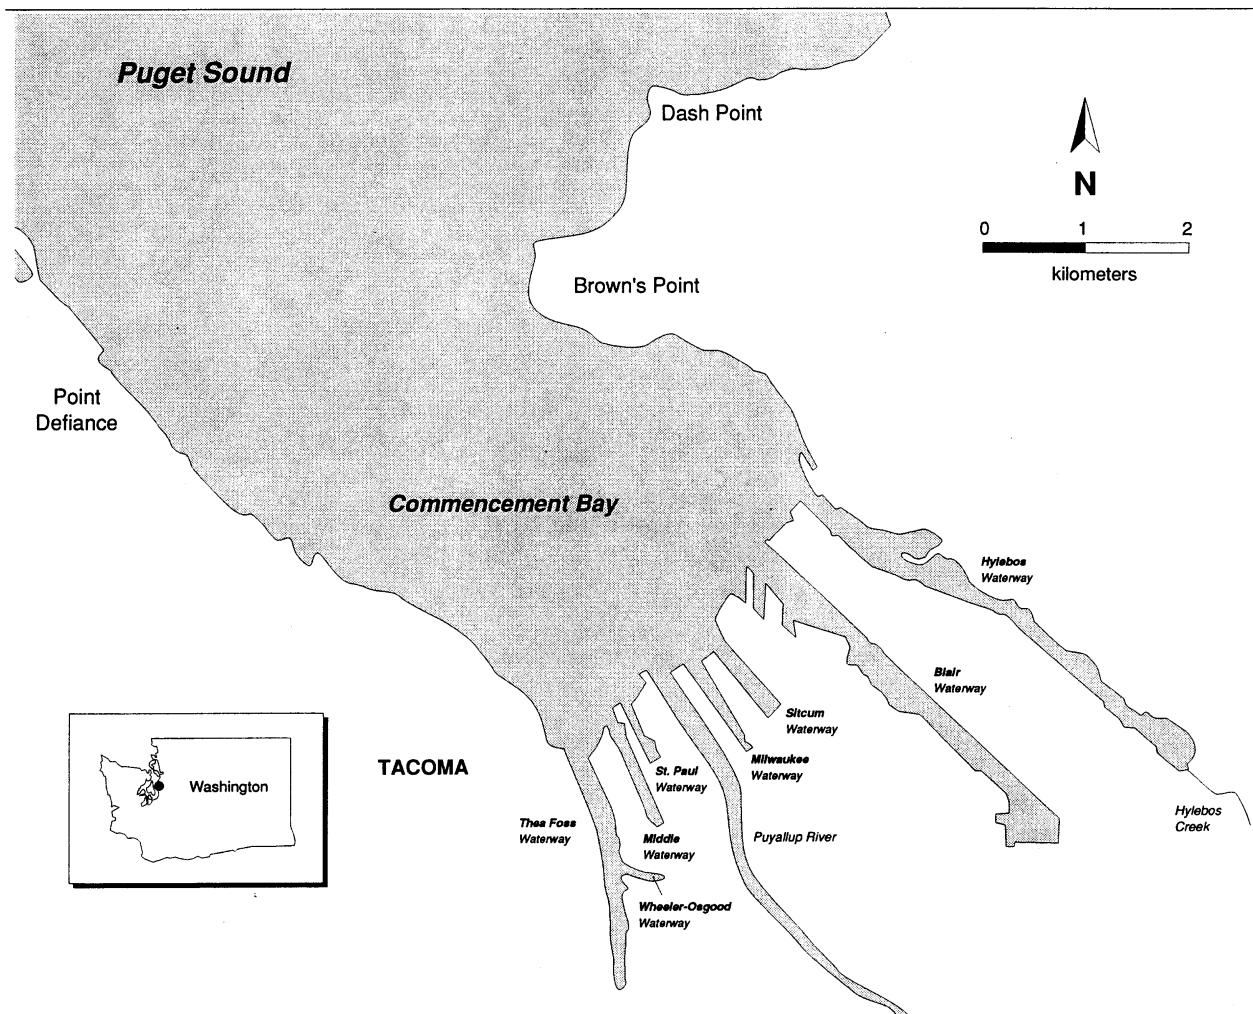 Puget Sound
Dash Point
N
0 1 2
kilometers
Brown's Point
Point
Defiance
Commencement Bay
Hylebos
Waterway
Blair
Waterway
Sitcum
Waterway
Milwaukee
Waterway
St. Paul
Waterway
TACOMA
Washington
Thea Foss
Waterway
Middle
Waterway
Puyallup River
Hylebos
Creek
Wheeler-Osgood
Waterway